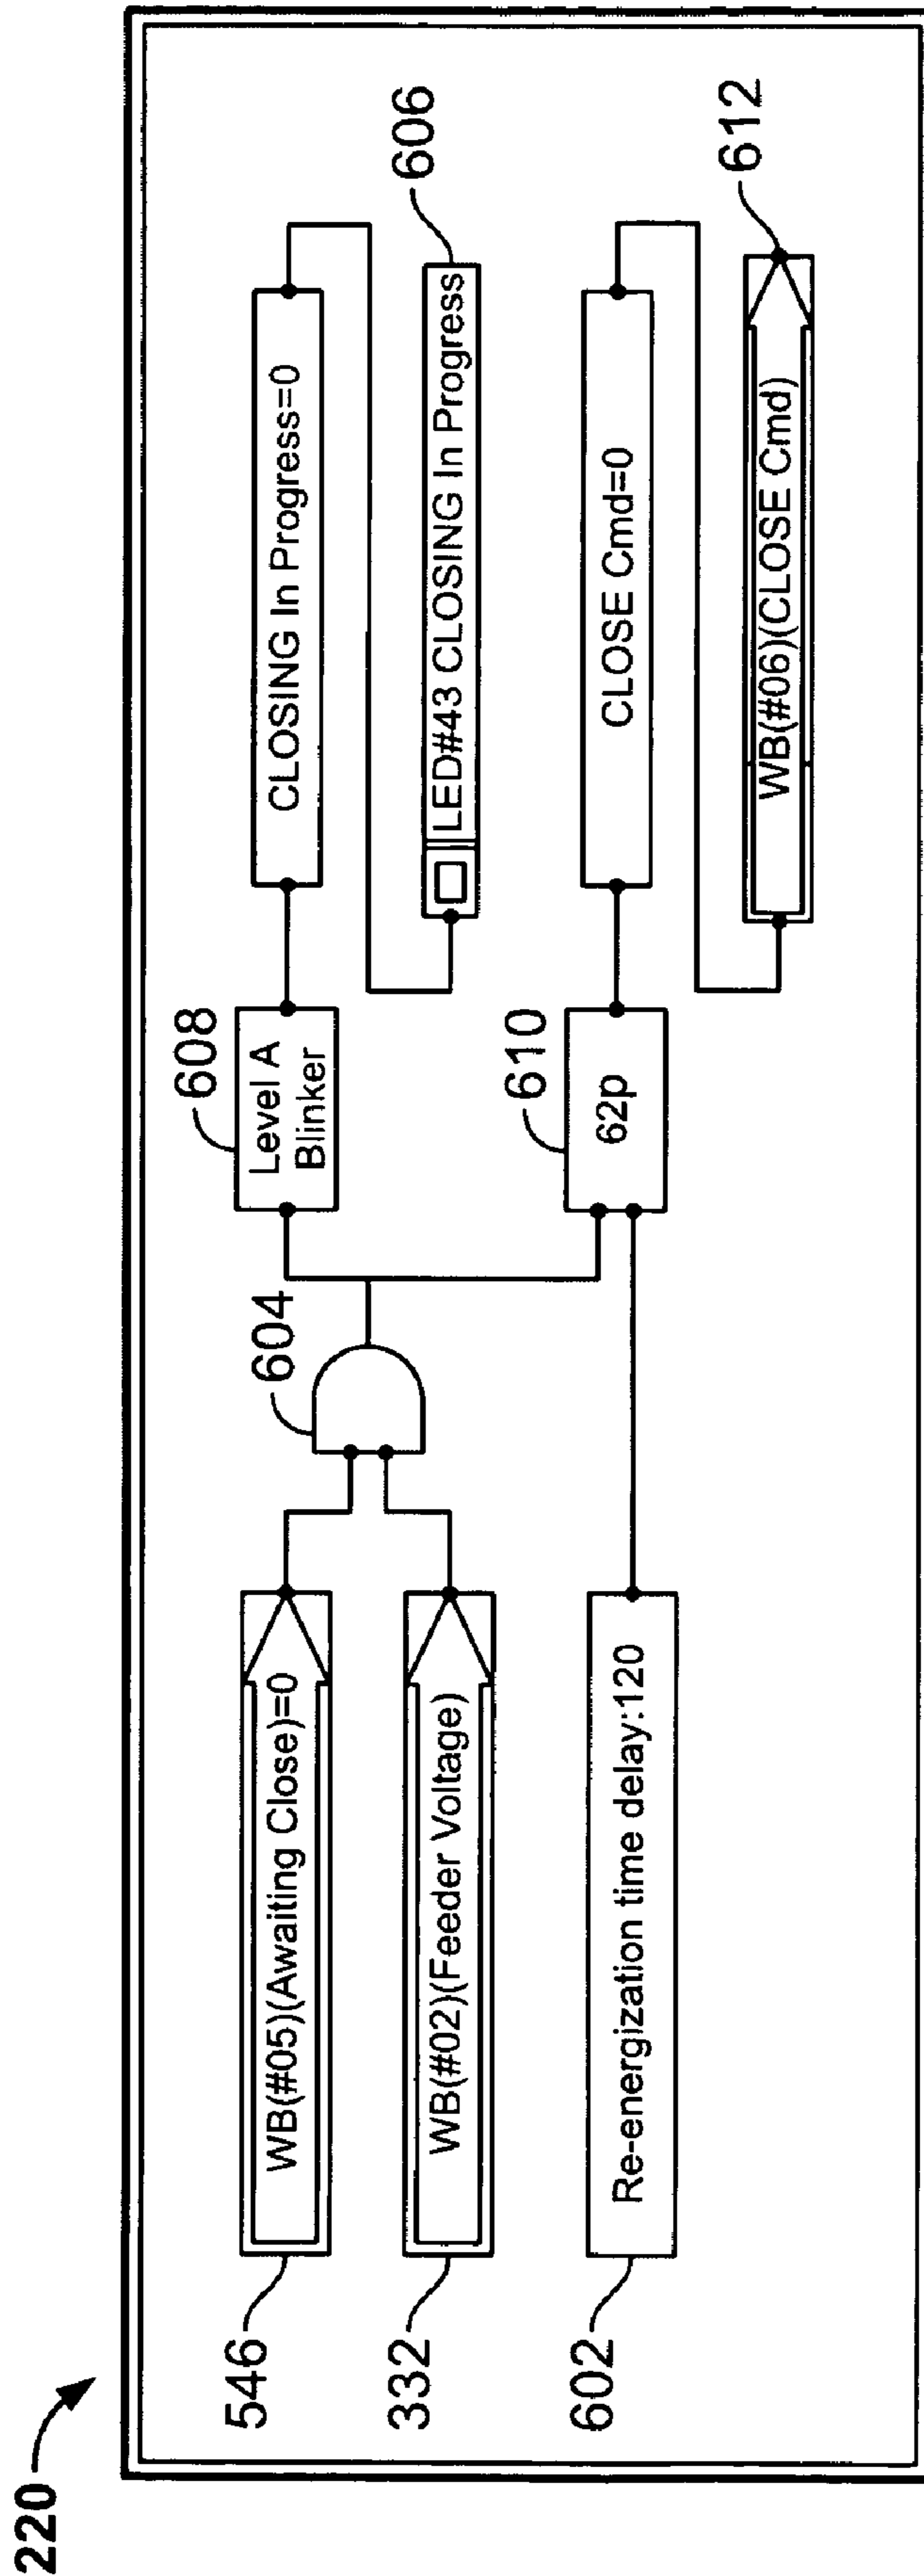 220
546
WB(#05)(Awaiting Close)=0
332
WB(#02)(Feeder Voltage)
602
Re-energization time delay:120
604
608
Level A
Blinker
CLOSING In Progress=0
606
LED#43 CLOSING In Progress
610
62p
CLOSE Cmd=0
612
WB(#06)(CLOSE Cmd)